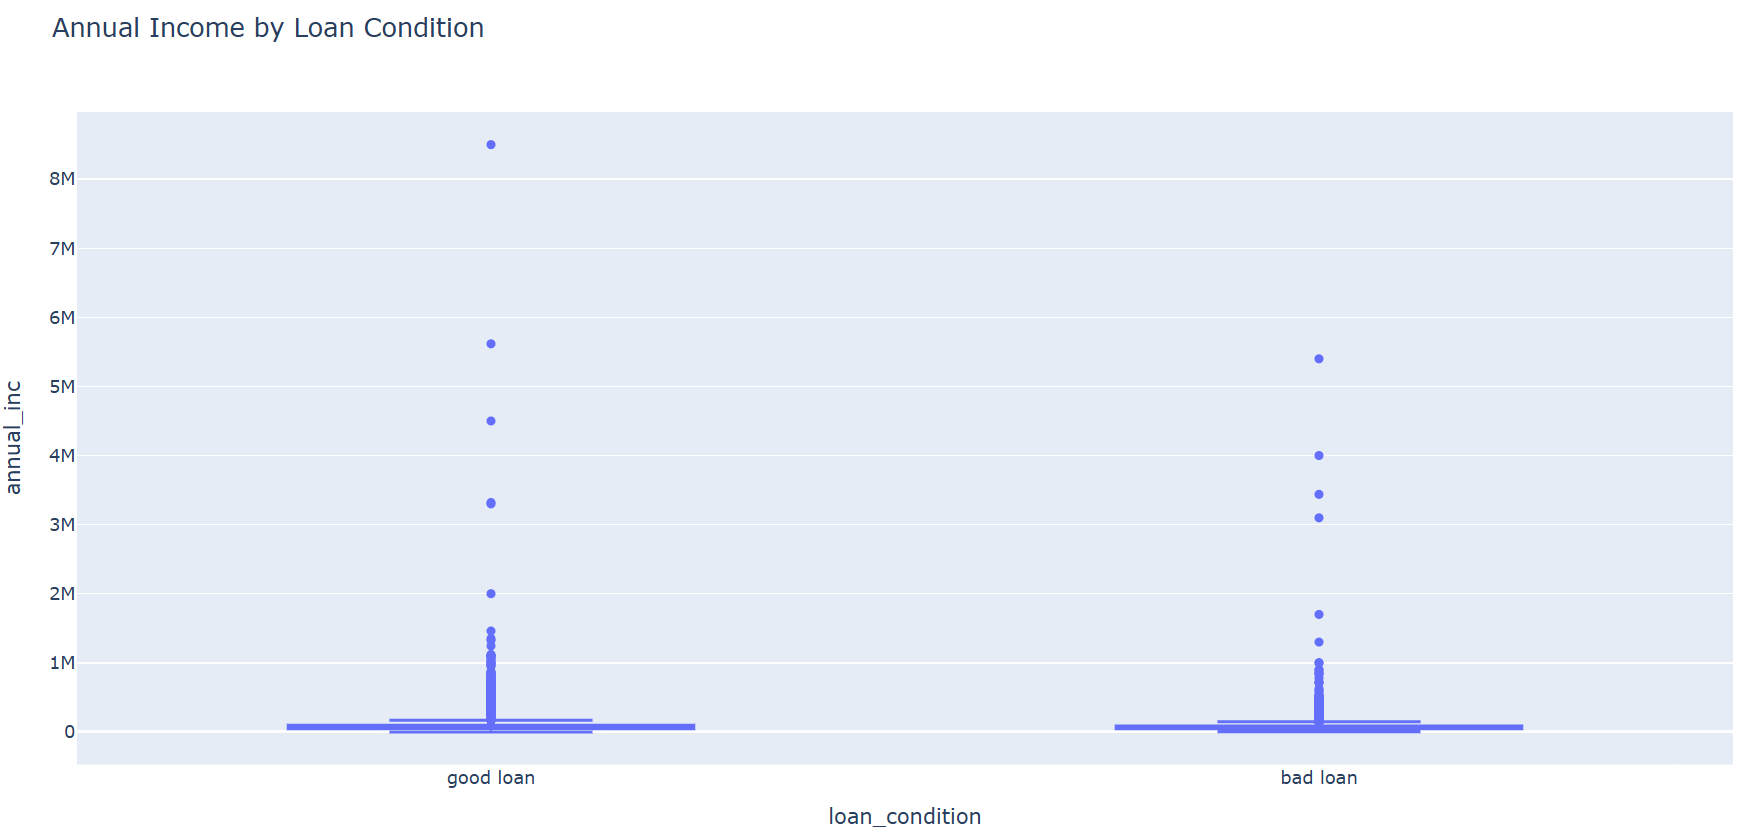 Annual Income by Loan Condition
8M
7M
6M
5M
4M
3M
2M
1M
0
annual_inc
good loan
bad loan
loan_condition